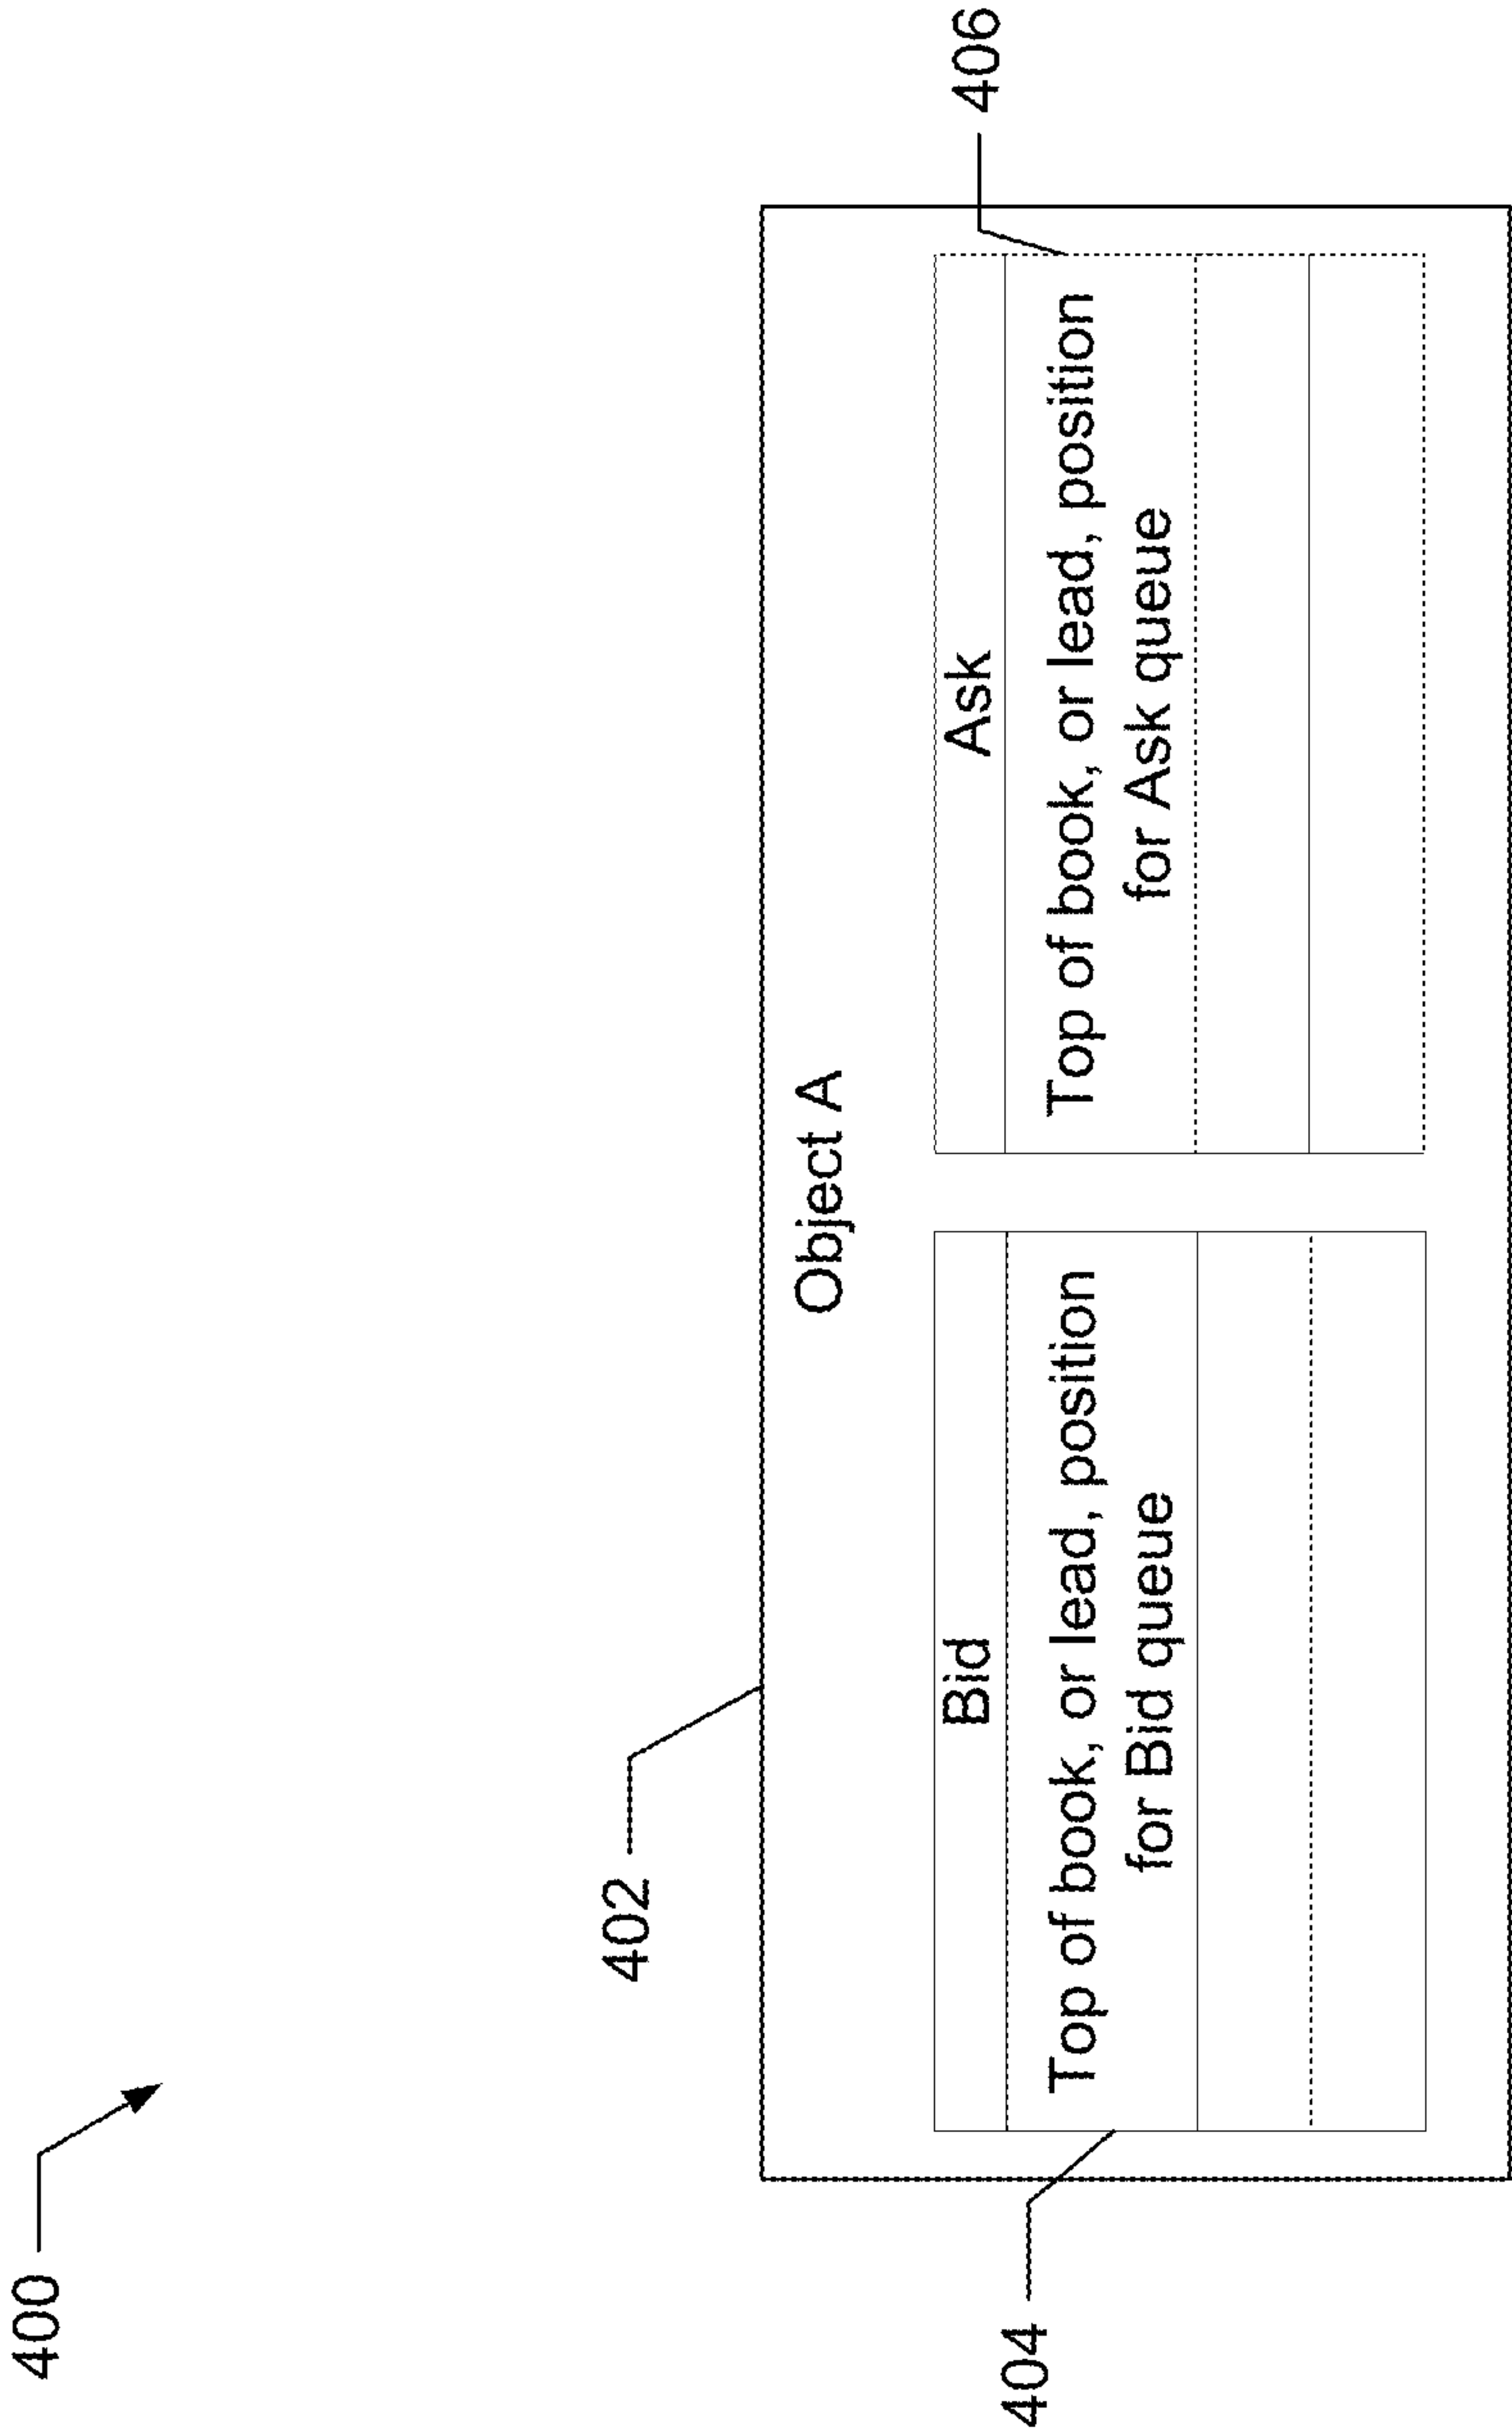 400
402
Object A
404
Bid
Top of book, or lead, position
for Bid queue
406
Ask
Top of book, or lead, position
for Ask queue